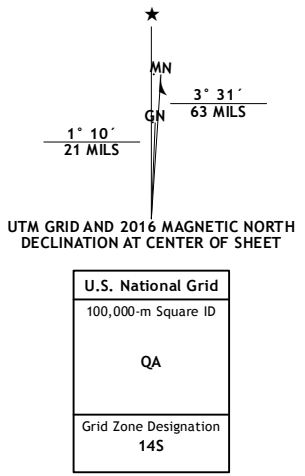 ★
MN
3° 31´
63 MILS
GN
1° 10´
21 MILS
UTM GRID AND 2016 MAGNETIC NORTH
DECLINATION AT CENTER OF SHEET
U.S. National Grid
100,000-m Square ID
QA
Grid Zone Designation
14S